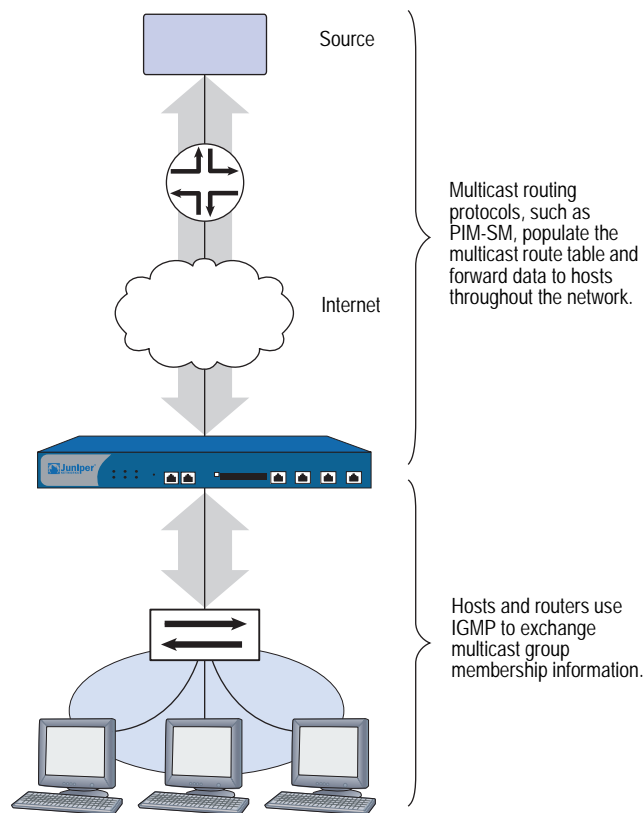 Source
Multicast routing
protocols, such as
PIM-SM, populate the
multicast route table and
forward data to hosts
throughout the network.
Internet
Juniper
Hosts and routers use
IGMP to exchange
multicast group
membership information.